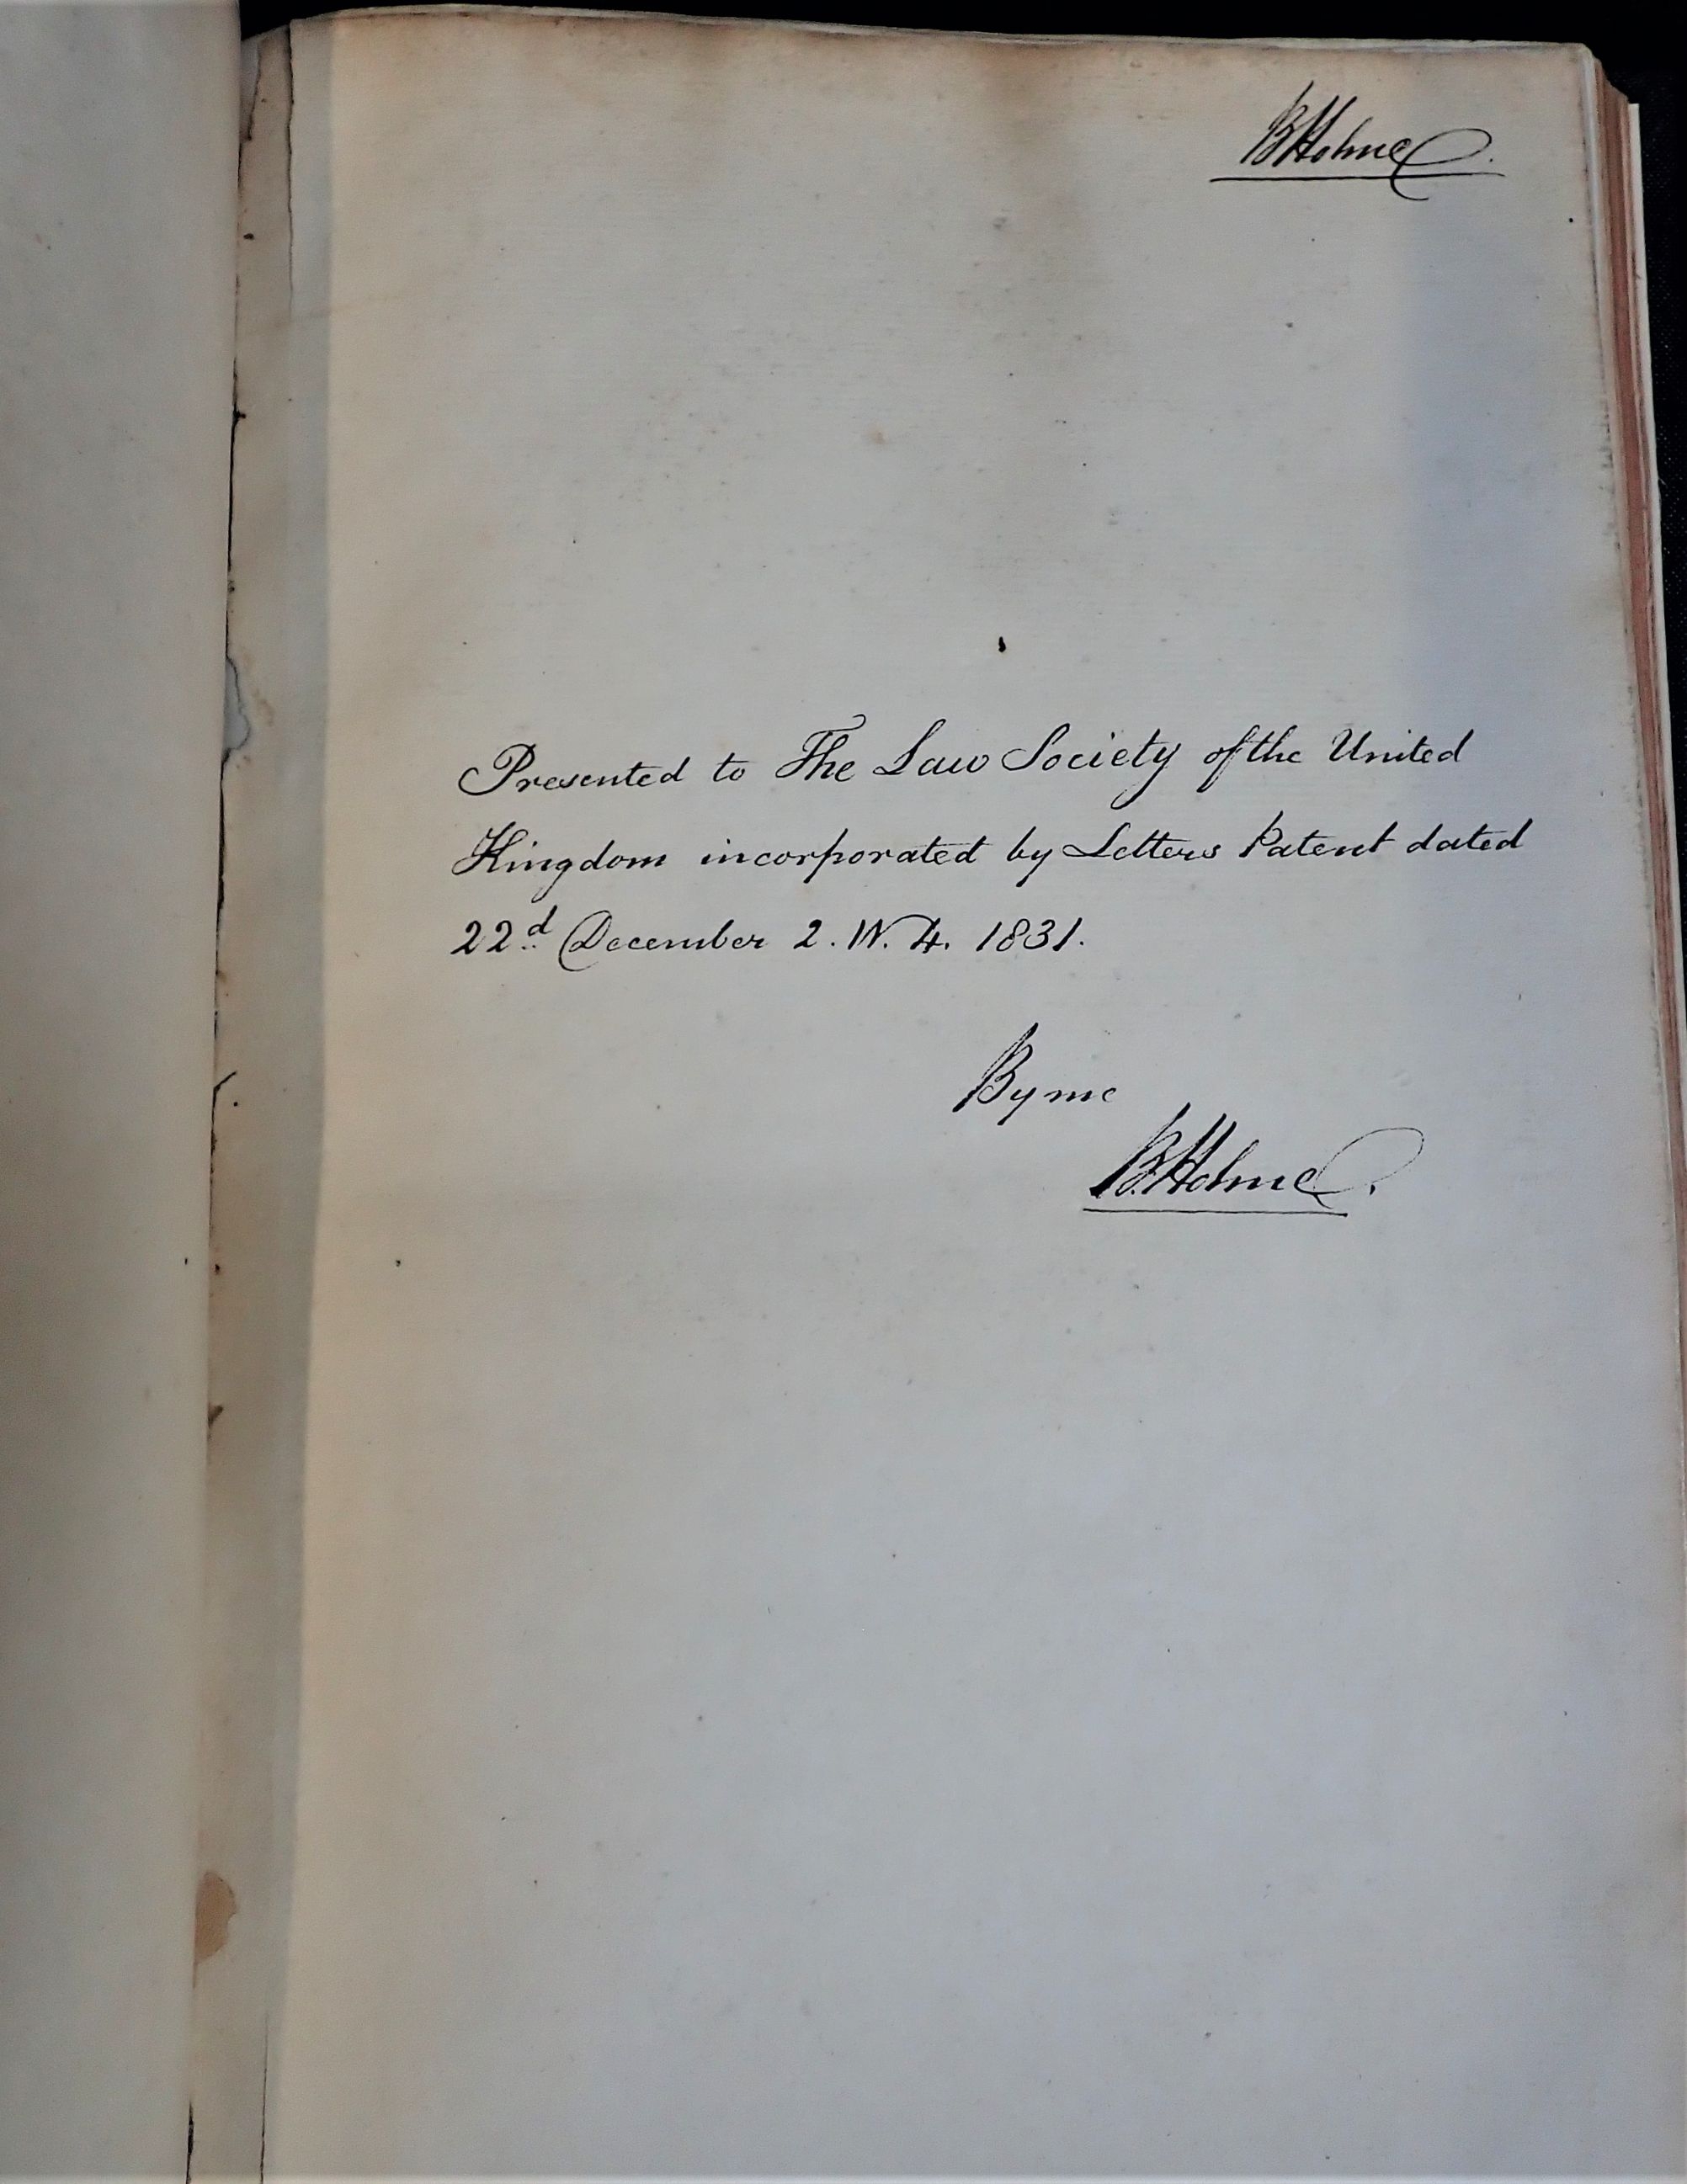 B Holme.
Presented to The Law Society of the United
Kingdom incorporated by Letters Patent dated
22d December 2. W. 4. 1831.
By me
B. Holme.